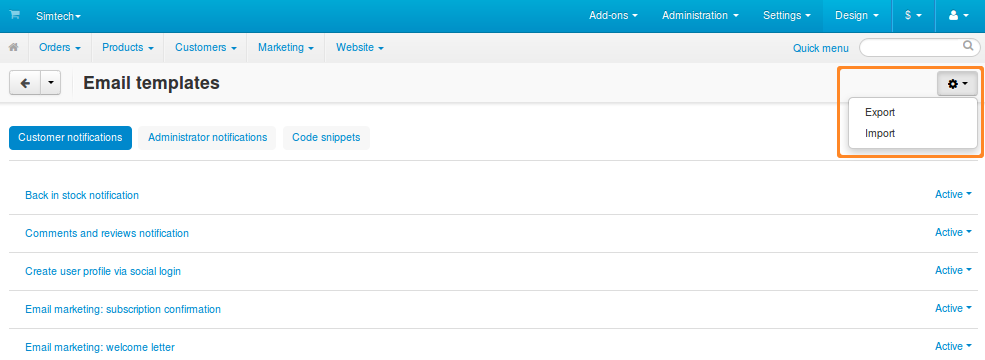 Simtech Add-ons Administration Settings Design $
Orders Products Customers Marketing Website Quick menu
Email templates
Export
Import
Customer notifications Administrator notifications Code snippets
Back in stock notification Active
Comments and reviews notification Active
Create user profile via social login Active
Email marketing: subscription confirmation Active
Email marketing: welcome letter Active